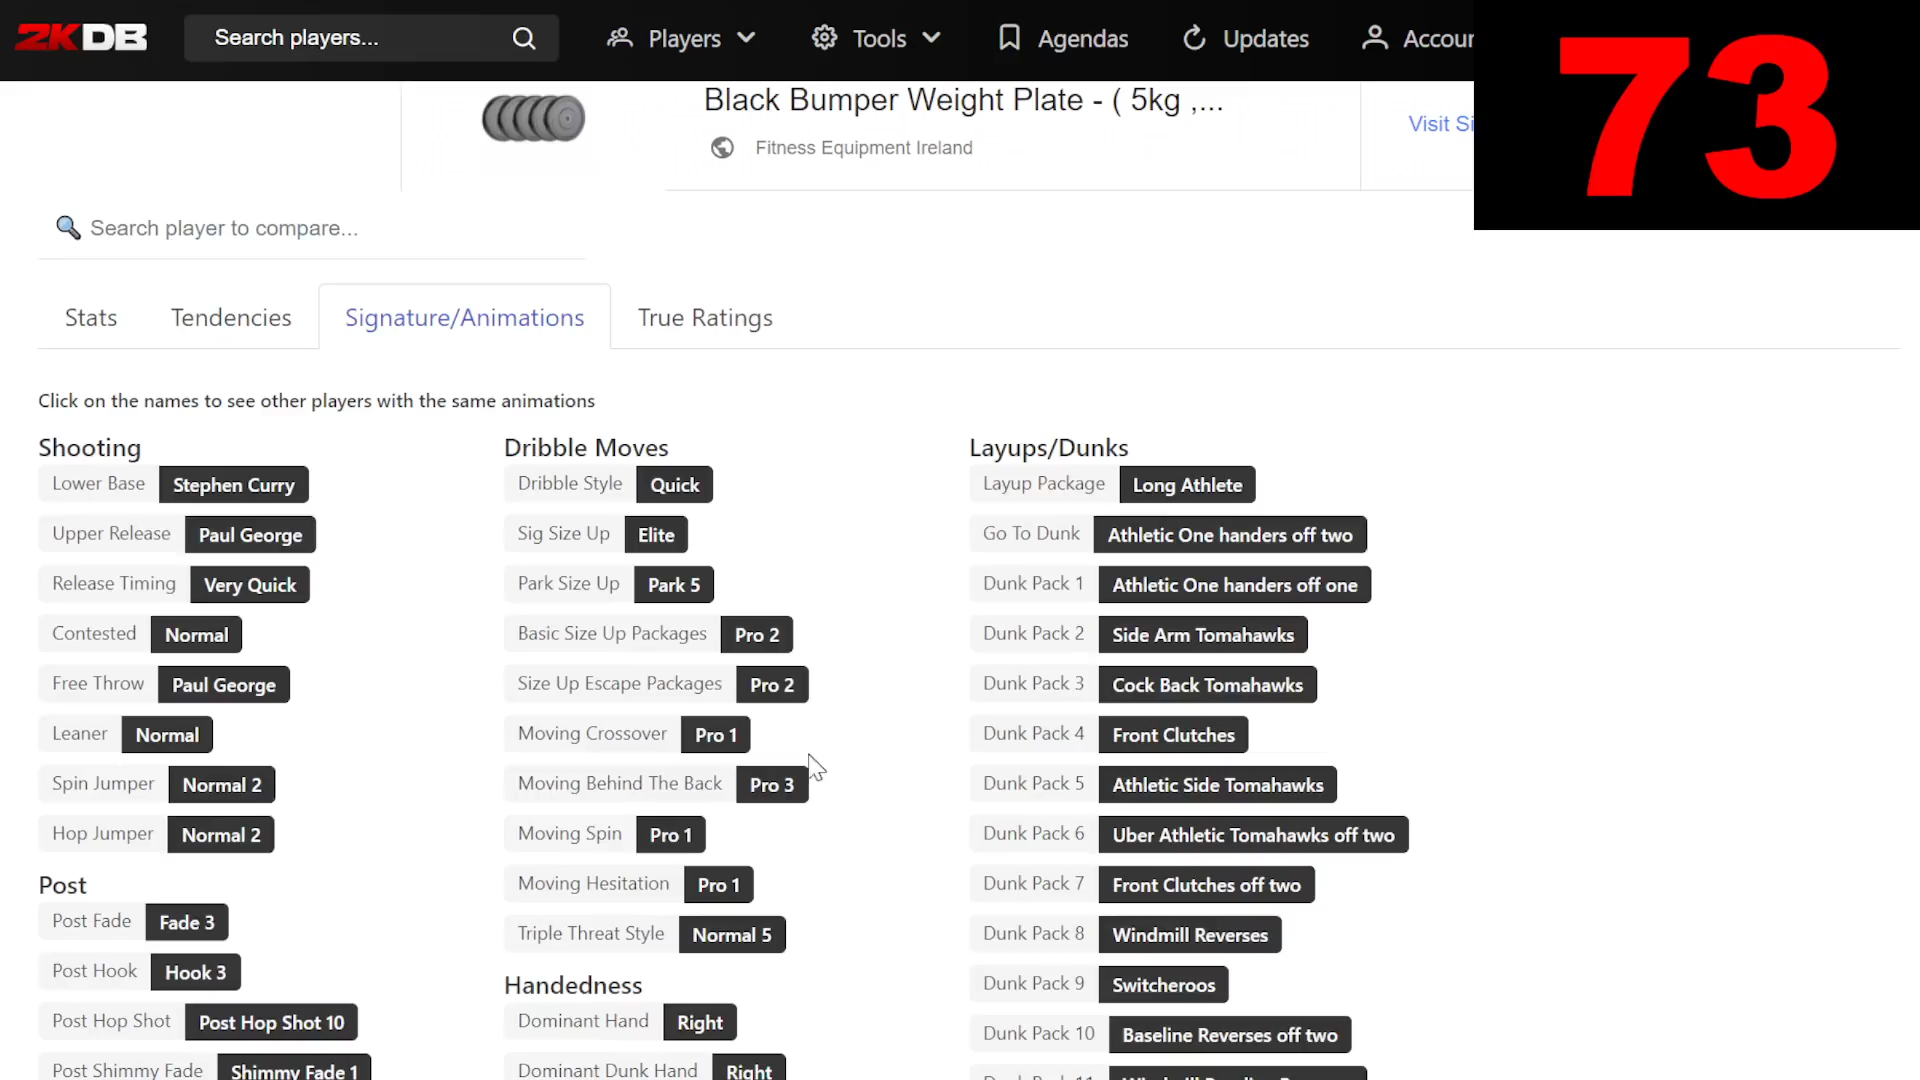 2KDB Search players... Players Tools Agendas Updates Accoun
73
Black Bumper Weight Plate - ( 5kg ,...
Fitness Equipment Ireland
Visit Si
Search player to compare...
Stats Tendencies Signature/Animations True Ratings
Click on the names to see other players with the same animations
Shooting
Lower Base Stephen Curry
Upper Release Paul George
Release Timing Very Quick
Contested Normal
Free Throw Paul George
Leaner Normal
Spin Jumper Normal 2
Hop Jumper Normal 2
Post
Post Fade Fade 3
Post Hook Hook 3
Post Hop Shot Post Hop Shot 10
Post Shimmy Fade Shimmy Fade 1
Dribble Moves
Dribble Style Quick
Sig Size Up Elite
Park Size Up Park 5
Basic Size Up Packages Pro 2
Size Up Escape Packages Pro 2
Moving Crossover Pro 1
Moving Behind The Back Pro 3
Moving Spin Pro 1
Moving Hesitation Pro 1
Triple Threat Style Normal 5
Handedness
Dominant Hand Right
Dominant Dunk Hand Right
Layups/Dunks
Layup Package Long Athlete
Go To Dunk Athletic One handers off two
Dunk Pack 1 Athletic One handers off one
Dunk Pack 2 Side Arm Tomahawks
Dunk Pack 3 Cock Back Tomahawks
Dunk Pack 4 Front Clutches
Dunk Pack 5 Athletic Side Tomahawks
Dunk Pack 6 Uber Athletic Tomahawks off two
Dunk Pack 7 Front Clutches off two
Dunk Pack 8 Windmill Reverses
Dunk Pack 9 Switcheroos
Dunk Pack 10 Baseline Reverses off two